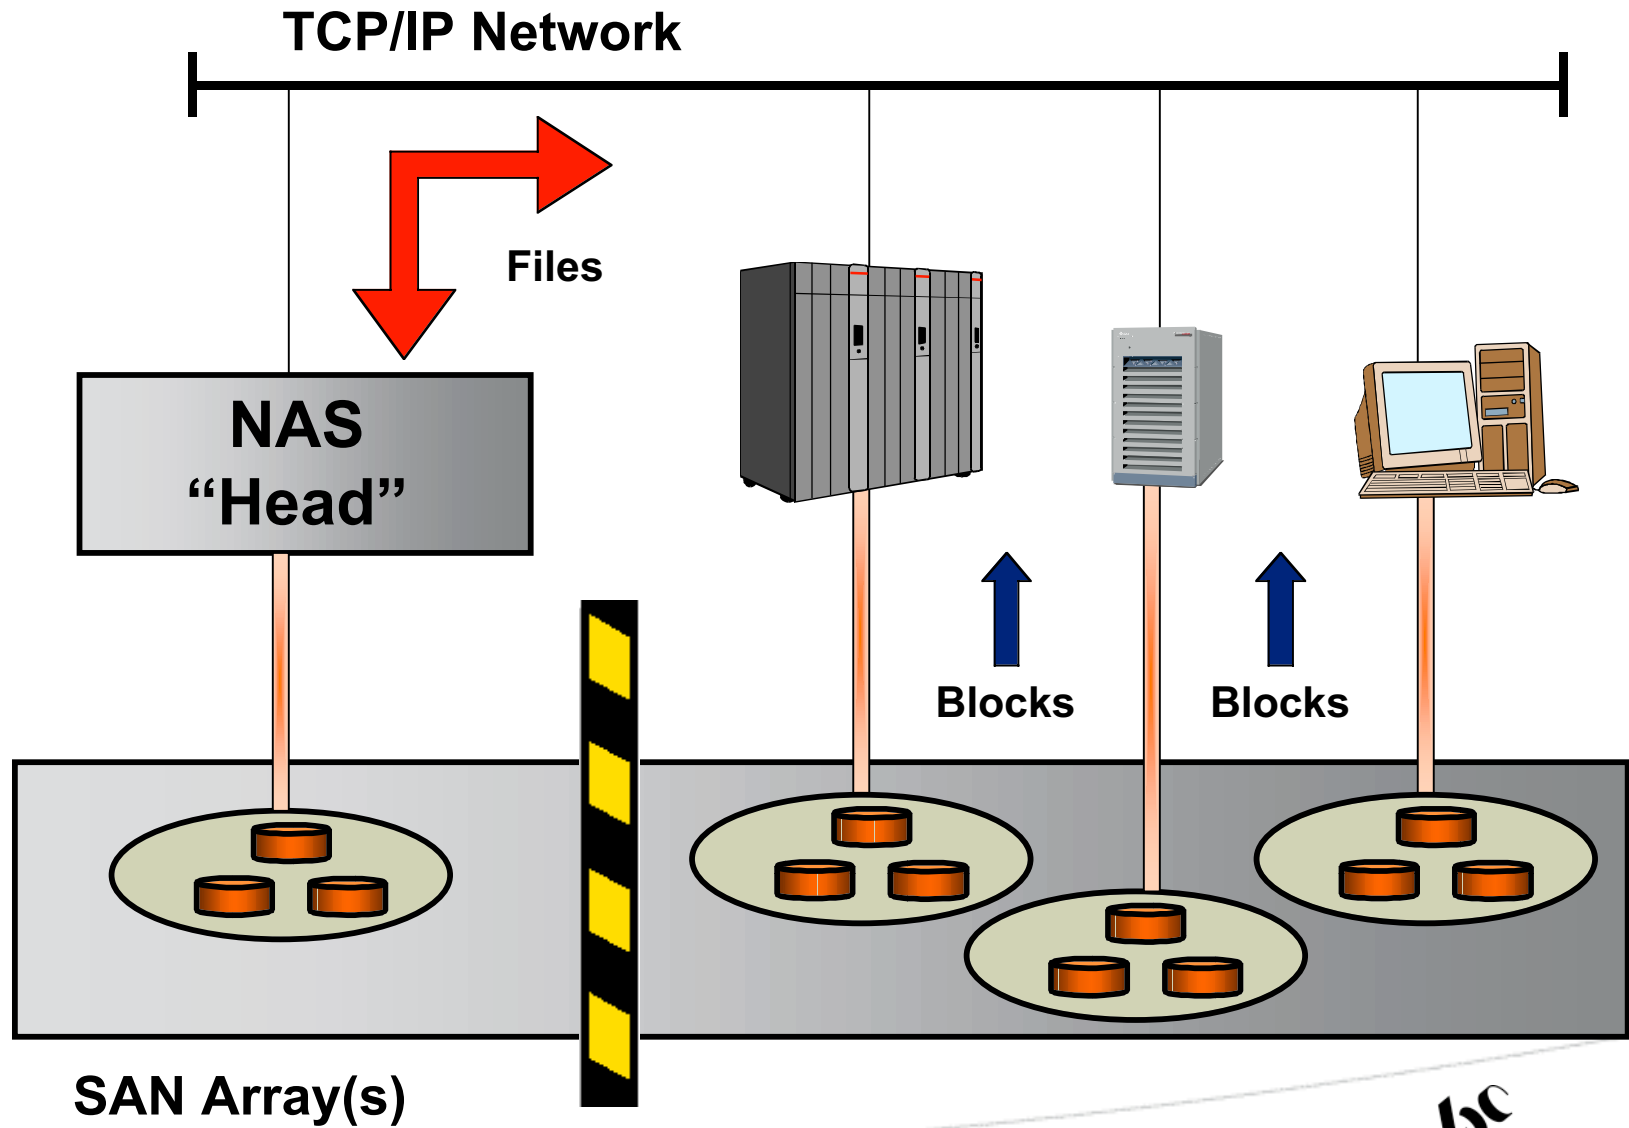 TCP/IP Network
Files
NAS
“Head”
Blocks
Blocks
SAN Array(s)